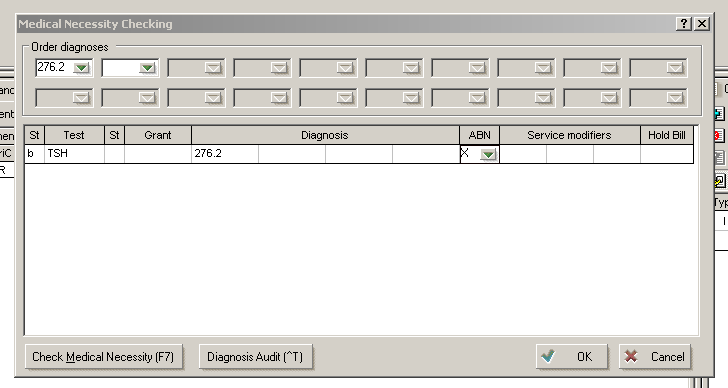 Medical Necessity Checking
Order diagnoses
276.2
St Test St Grant Diagnosis ABN Service modifiers Hold Bill
b TSH 276.2 X
Check Medical Necessity (F7) Diagnosis Audit (^T) OK Cancel